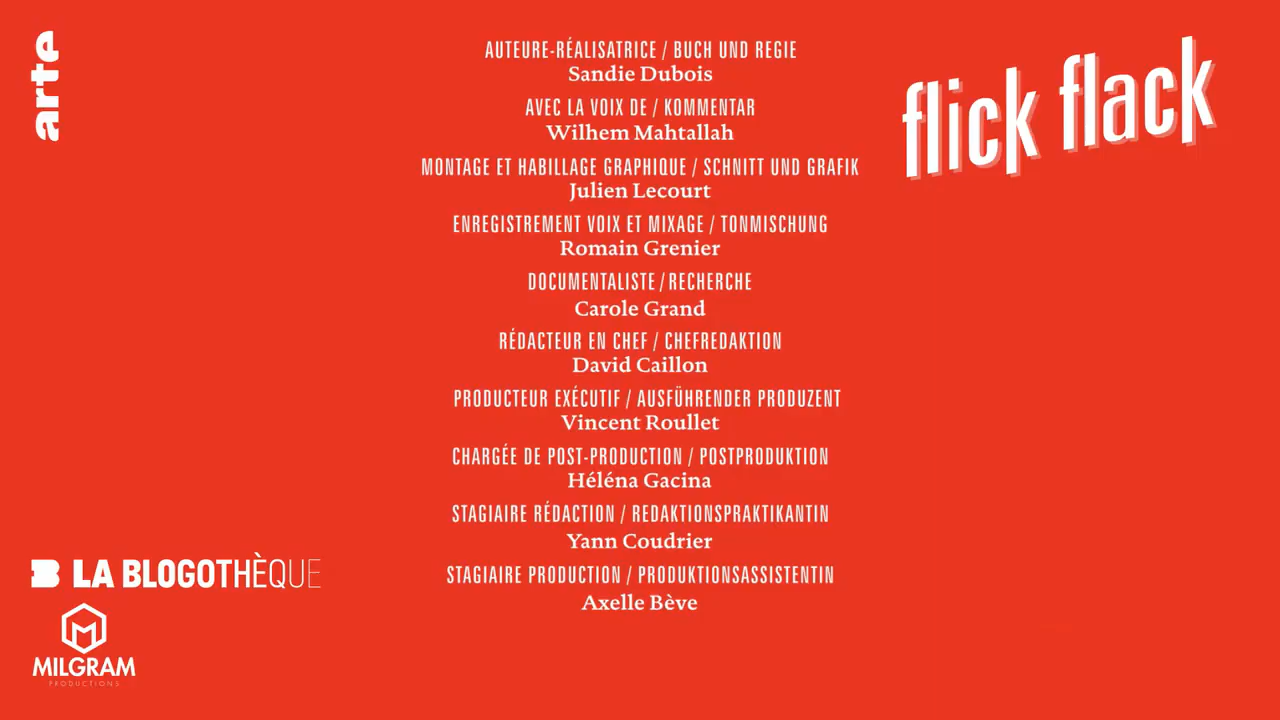 arte
flick flack
AUTEURE-RÉALISATRICE / BUCH UND REGIE
Sandie Dubois
AVEC LA VOIX DE / KOMMENTAR
Wilhem Mahtallah
MONTAGE ET HABILLAGE GRAPHIQUE / SCHNITT UND GRAFIK
Julien Lecourt
ENREGISTREMENT VOIX ET MIXAGE / TONMISCHUNG
Romain Grenier
DOCUMENTALISTE / RECHERCHE
Carole Grand
RÉDACTEUR EN CHEF / CHEFREDAKTION
David Caillon
PRODUCTEUR EXÉCUTIF / AUSFÜHRENDER PRODUZENT
Vincent Roullet
CHARGÉE DE POST-PRODUCTION / POSTPRODUKTION
Héléna Gacina
STAGIAIRE RÉDACTION / REDAKTIONSPRAKTIKANTIN
Yann Coudrier
STAGIAIRE PRODUCTION / PRODUKTIONSASSISTENTIN
Axelle Bève
LA BLOGOTHÈQUE
MILGRAM
PRODUCTIONS